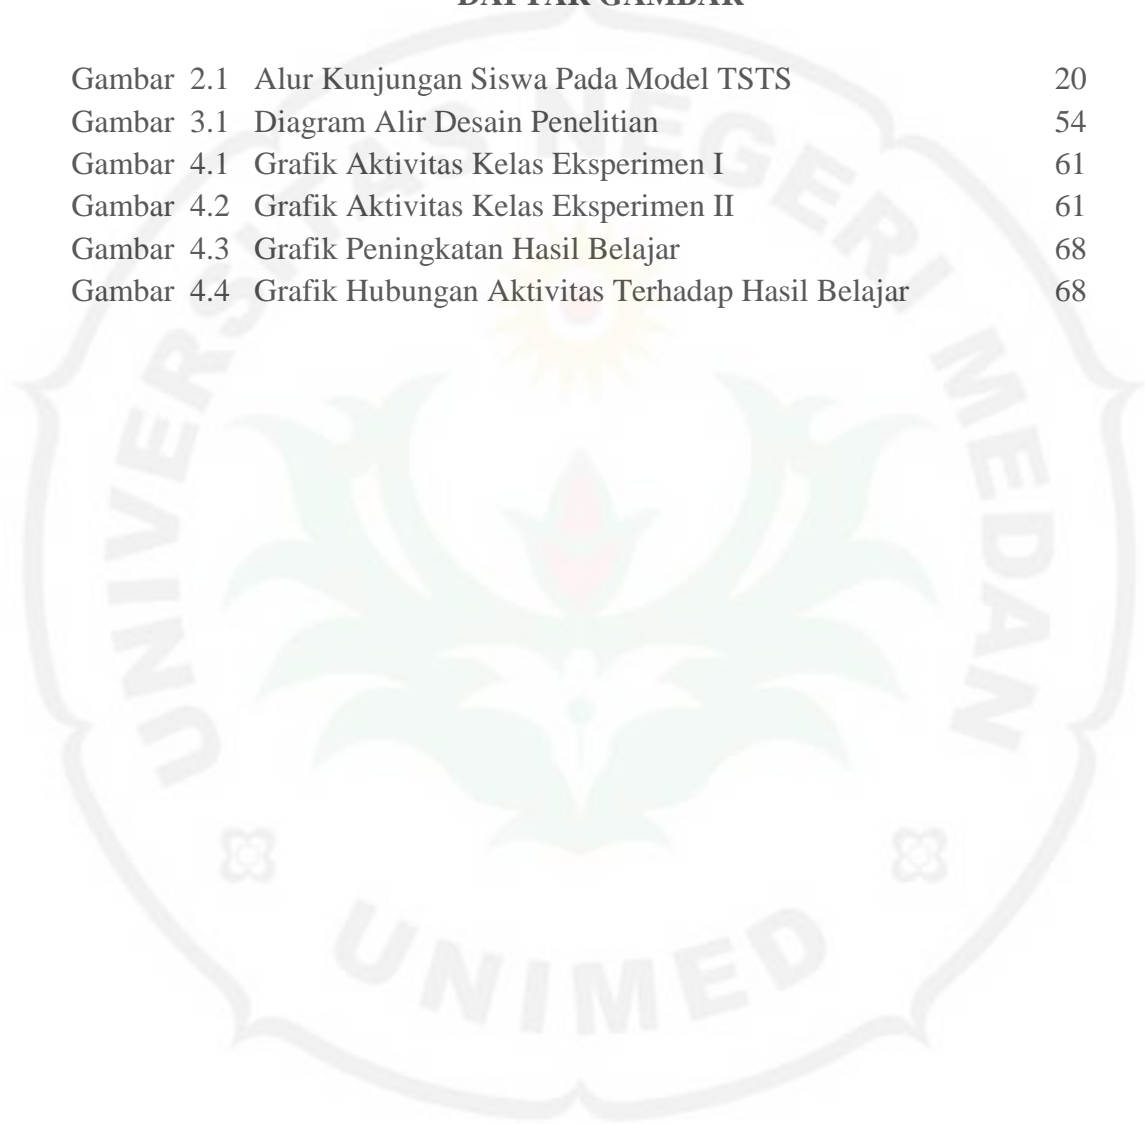 DAFTAR GAMBAR
Gambar 2.1 Alur Kunjungan Siswa Pada Model TSTS 20
Gambar 3.1 Diagram Alir Desain Penelitian 54
Gambar 4.1 Grafik Aktivitas Kelas Eksperimen I 61
Gambar 4.2 Grafik Aktivitas Kelas Eksperimen II 61
Gambar 4.3 Grafik Peningkatan Hasil Belajar 68
Gambar 4.4 Grafik Hubungan Aktivitas Terhadap Hasil Belajar 68
UNIVERSITAS NEGERI MEDAN
UNIMED